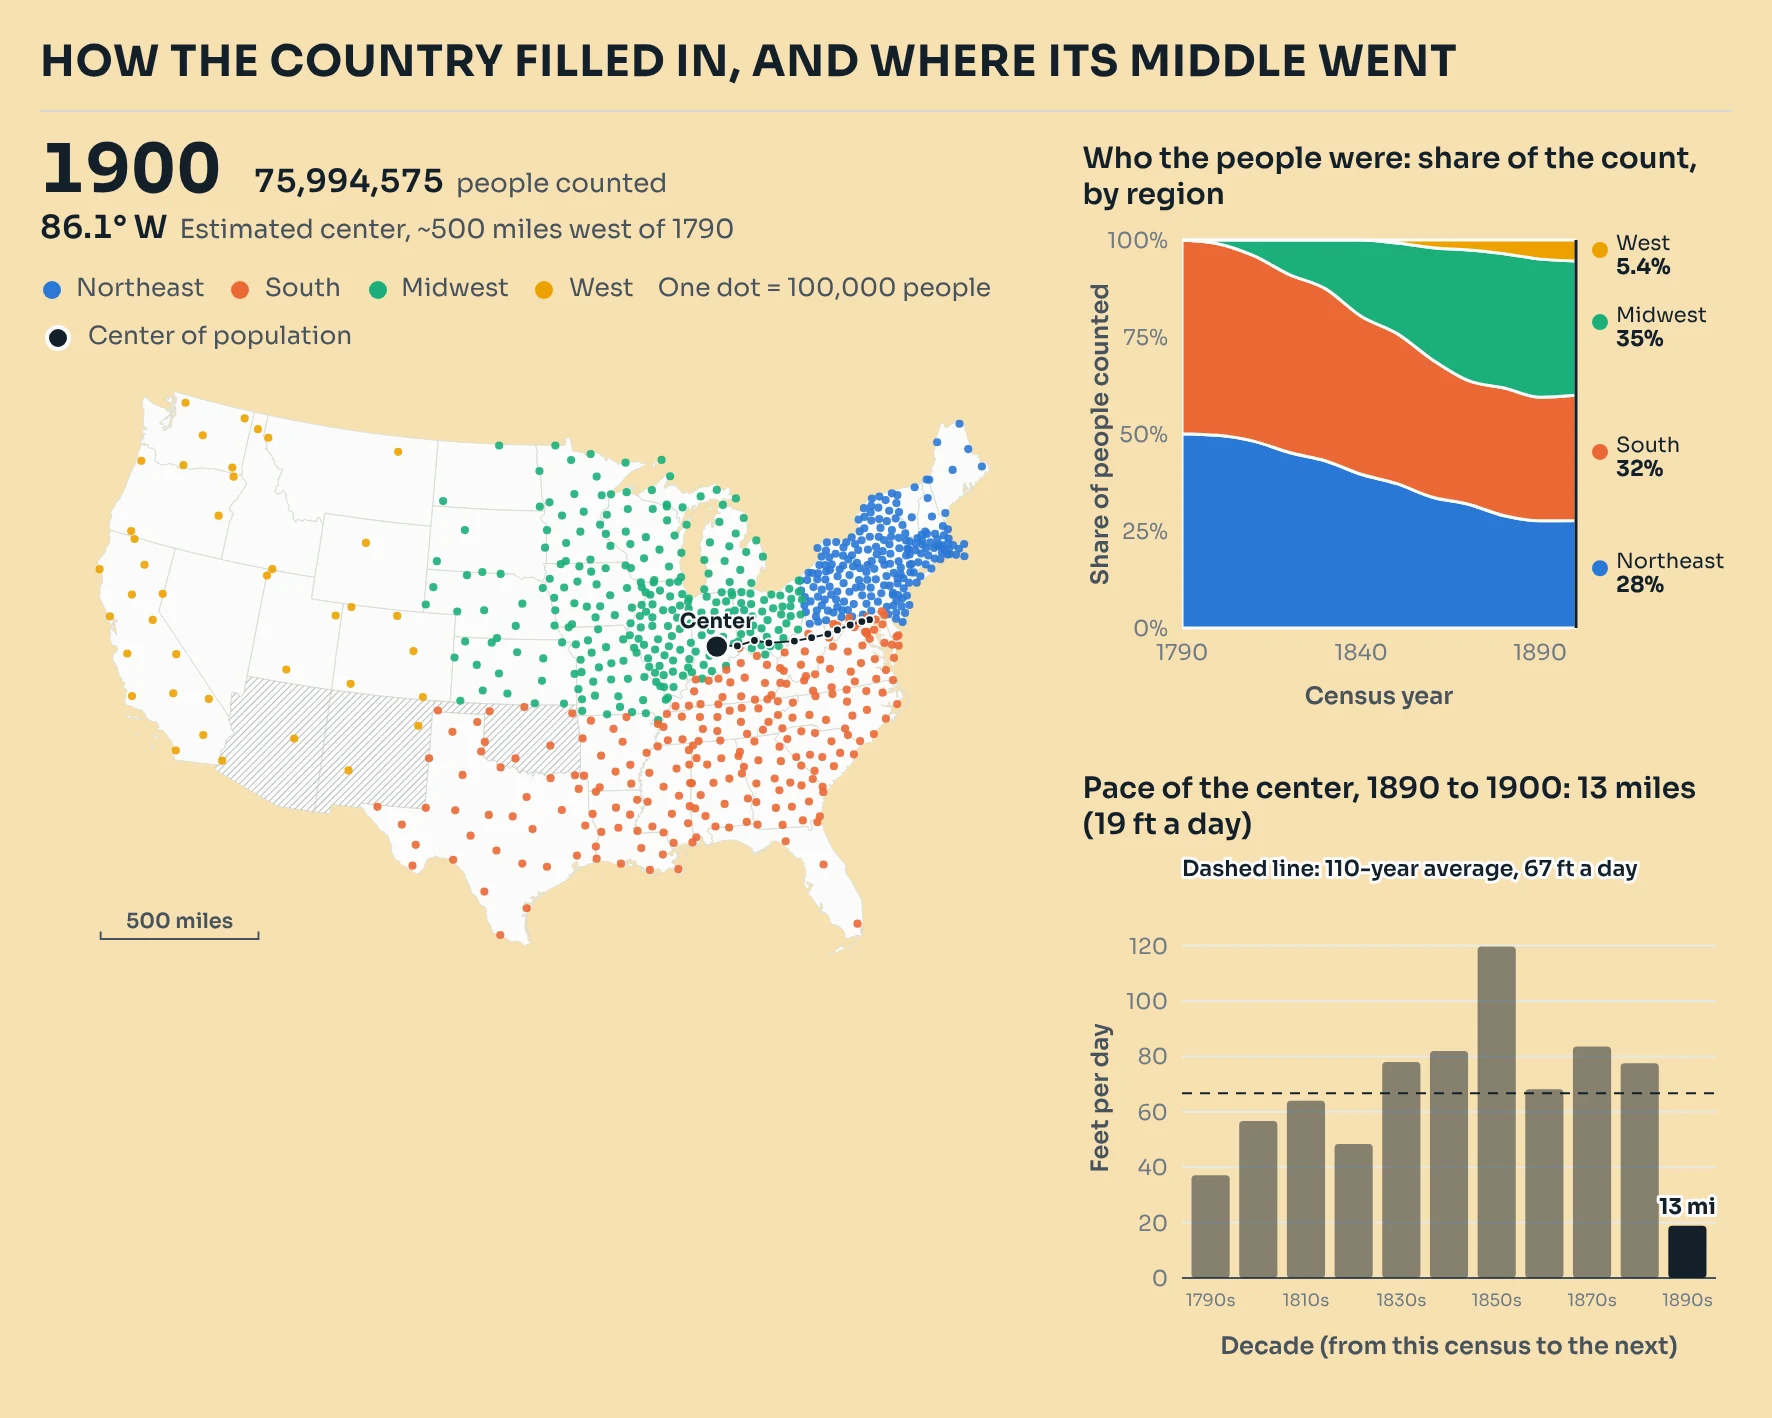 HOW THE COUNTRY FILLED IN, AND WHERE ITS MIDDLE WENT
1900 75,994,575 people counted
86.1° W Estimated center, ~500 miles west of 1790
Northeast South Midwest West One dot = 100,000 people
Center of population
Center
500 miles
Who the people were: share of the count,
by region
Share of people counted
100%
75%
50%
25%
0%
1790 1840 1890
Census year
West
5.4%
Midwest
35%
South
32%
Northeast
28%
Pace of the center, 1890 to 1900: 13 miles
(19 ft a day)
Dashed line: 110-year average, 67 ft a day
Feet per day
120
100
80
60
40
20
0
13 mi
1790s 1810s 1830s 1850s 1870s 1890s
Decade (from this census to the next)